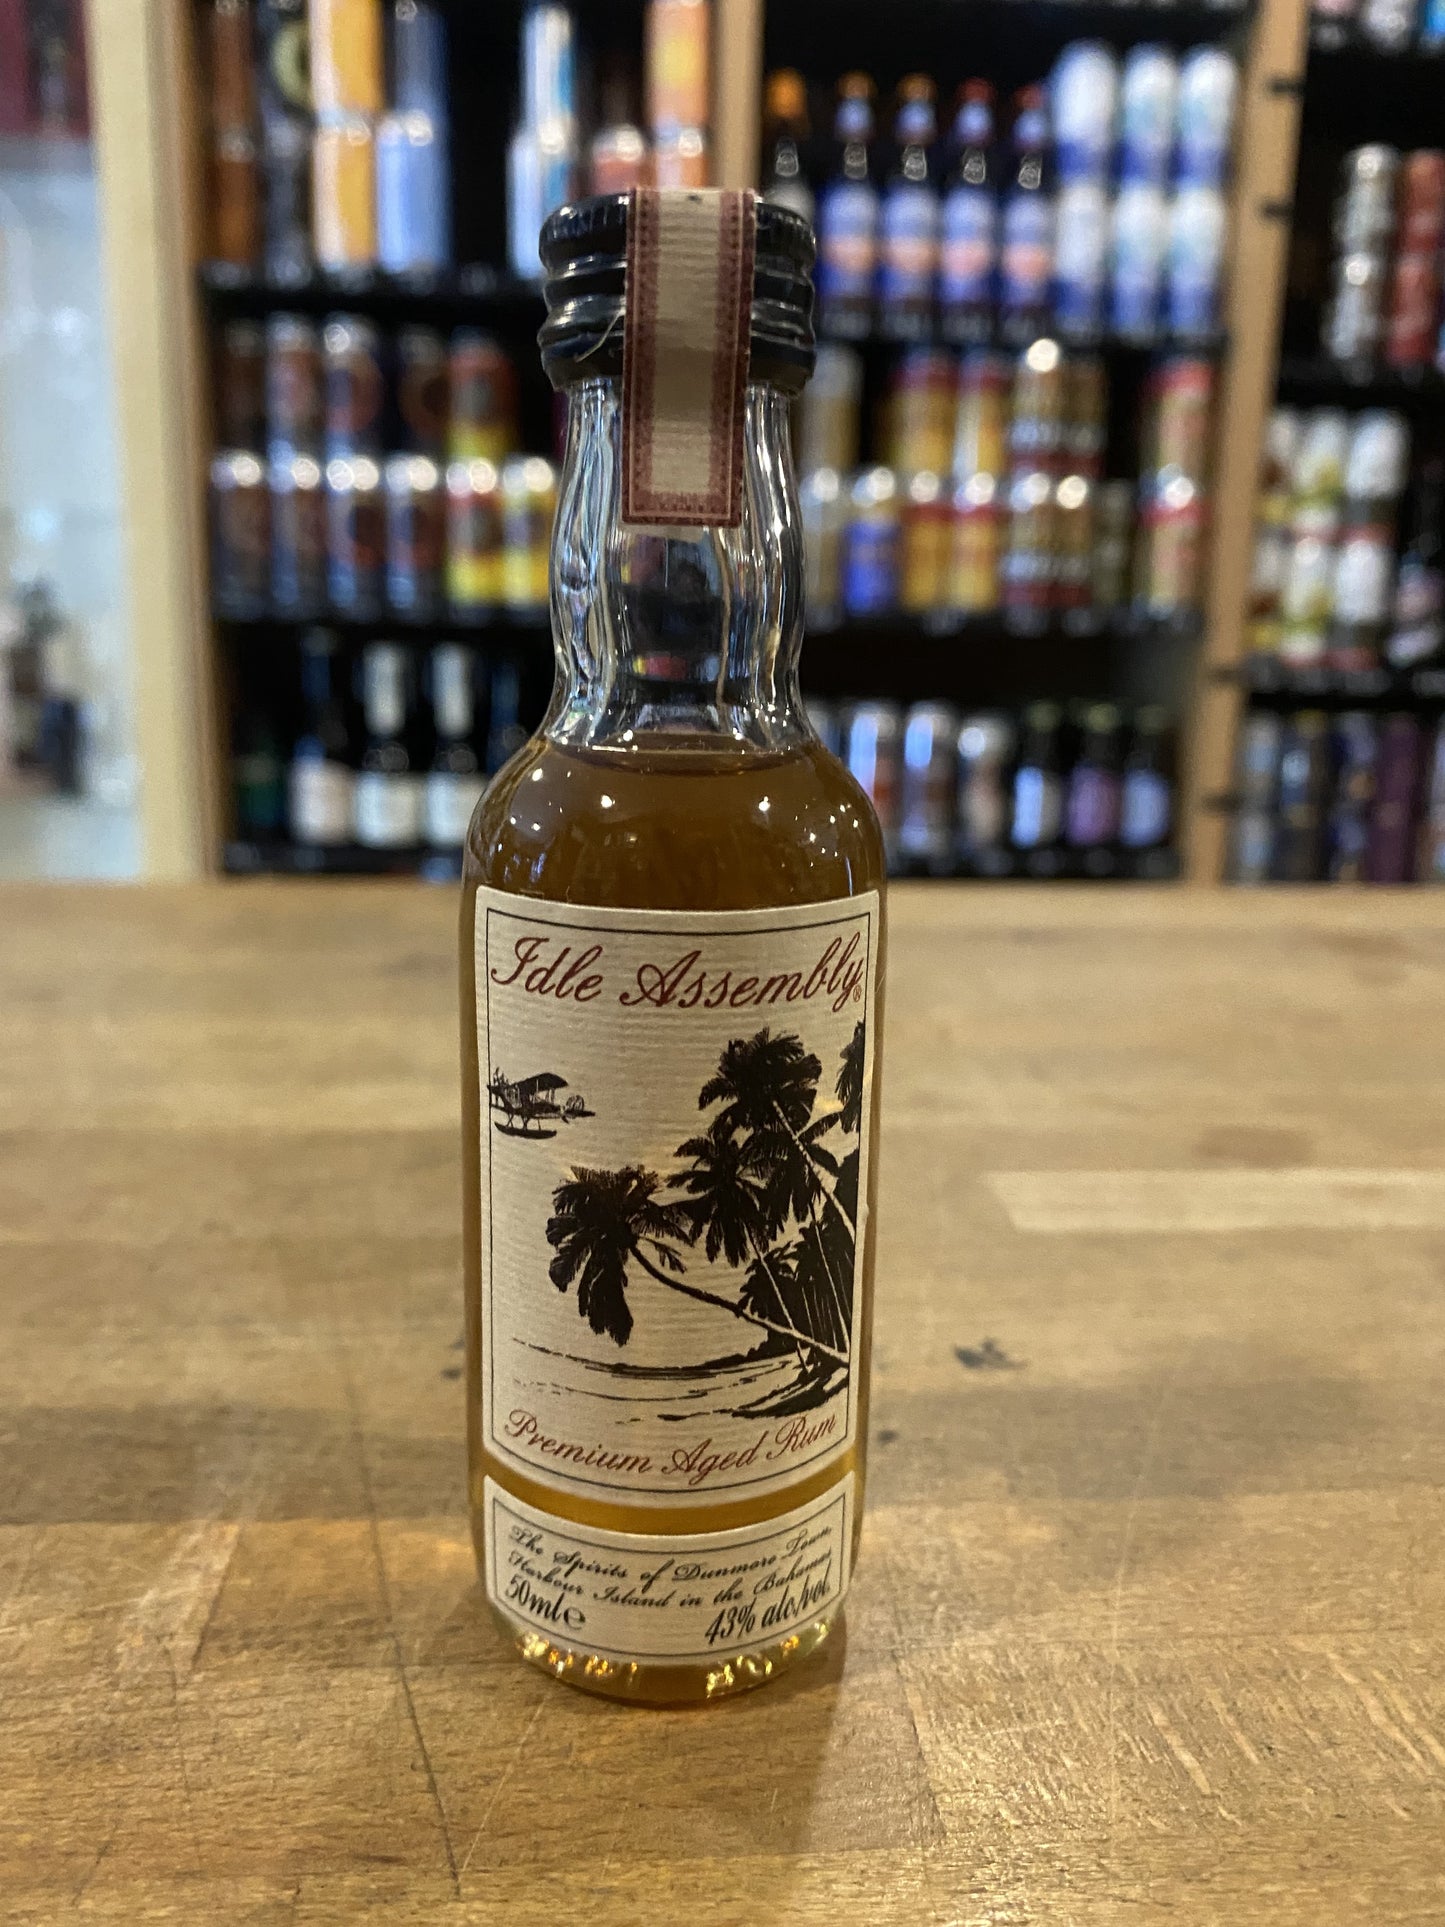 Idle Assembly®
Premium Aged Rum
The Spirits of Dunmore Town,
Harbour Island in the Bahamas
50ml℮ 43% alc/vol.